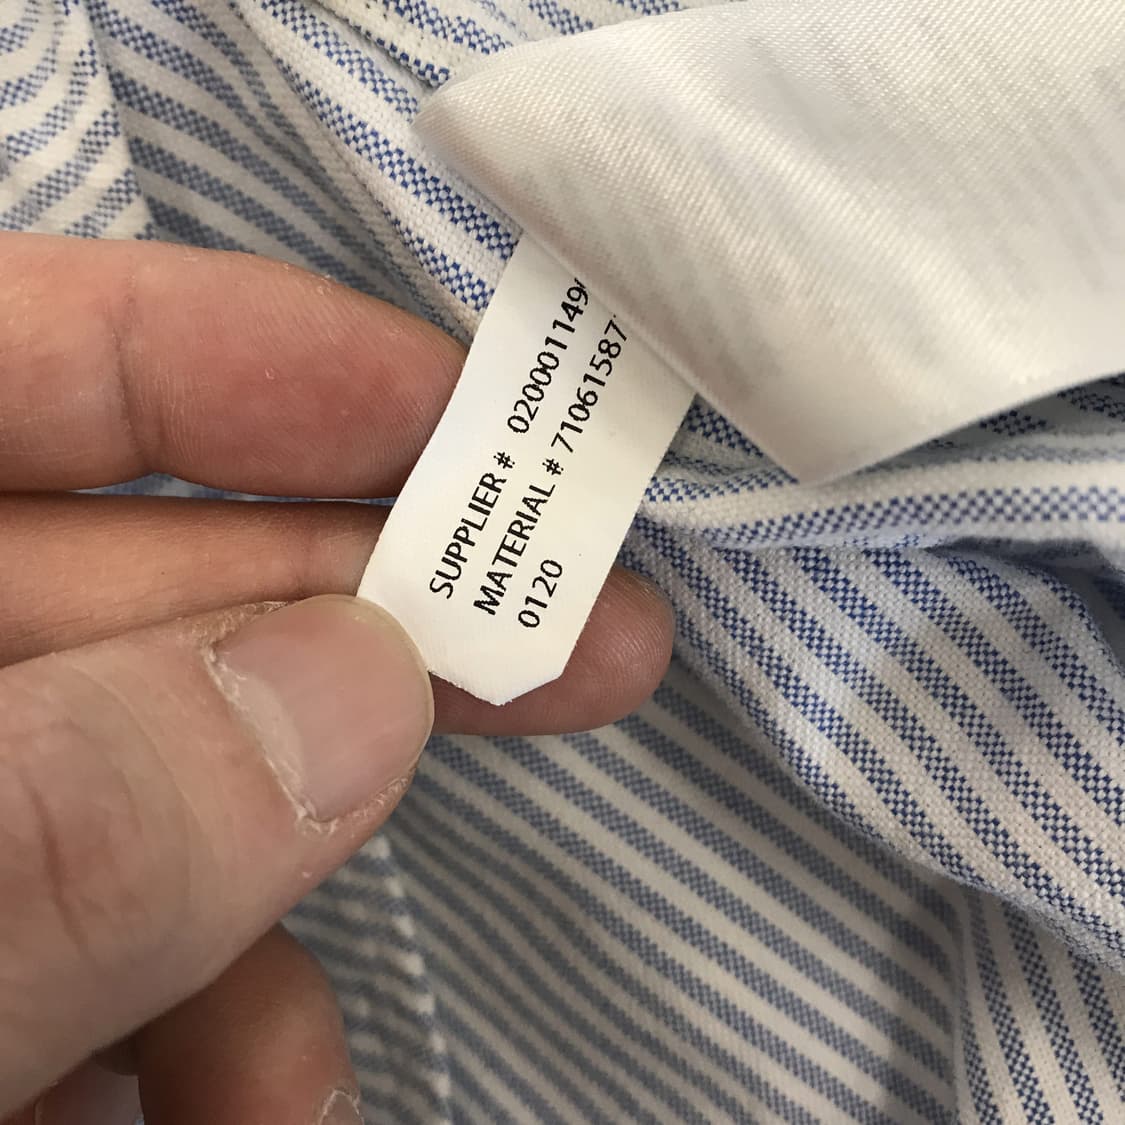 SUPPLIER # 020001149
MATERIAL # 71061587
0120